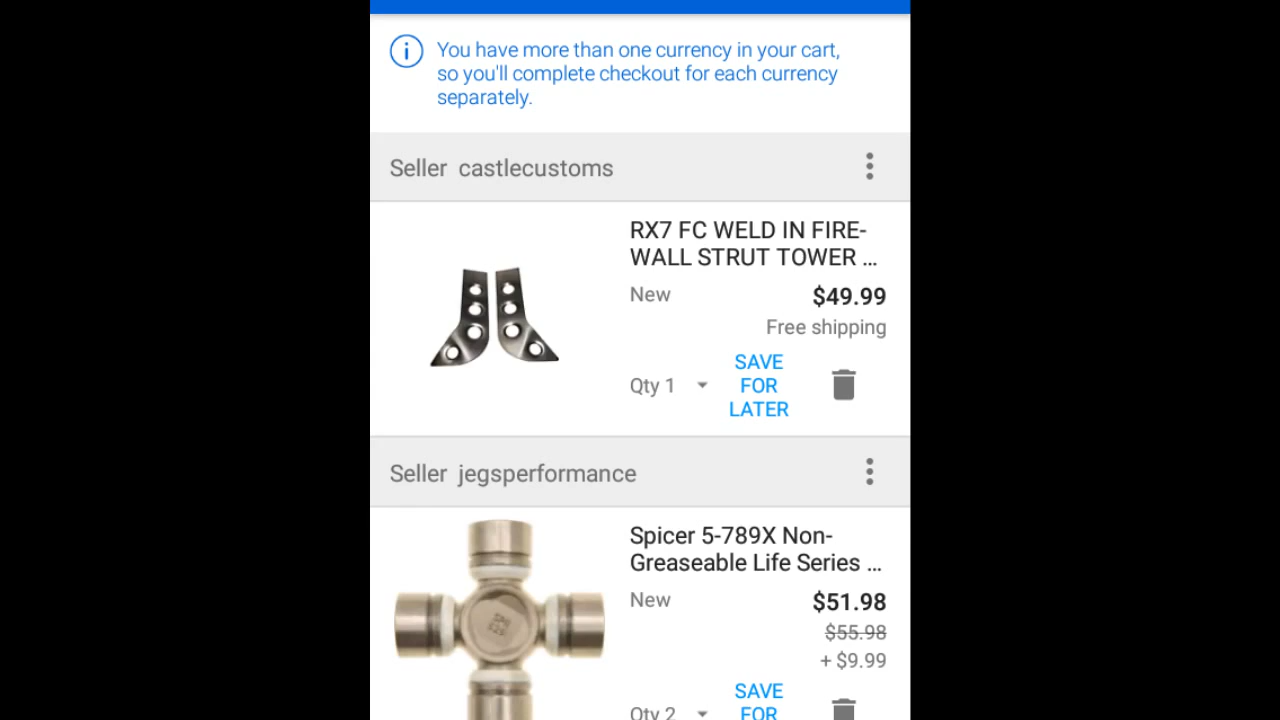 You have more than one currency in your cart,
so you'll complete checkout for each currency
separately.
Seller castlecustoms
RX7 FC WELD IN FIRE-
WALL STRUT TOWER ...
New
$49.99
Free shipping
Qty 1
SAVE
FOR
LATER
Seller jegsperformance
Spicer 5-789X Non-
Greaseable Life Series ...
New
$51.98
$55.98
+ $9.99
Qty 2
SAVE
FOR